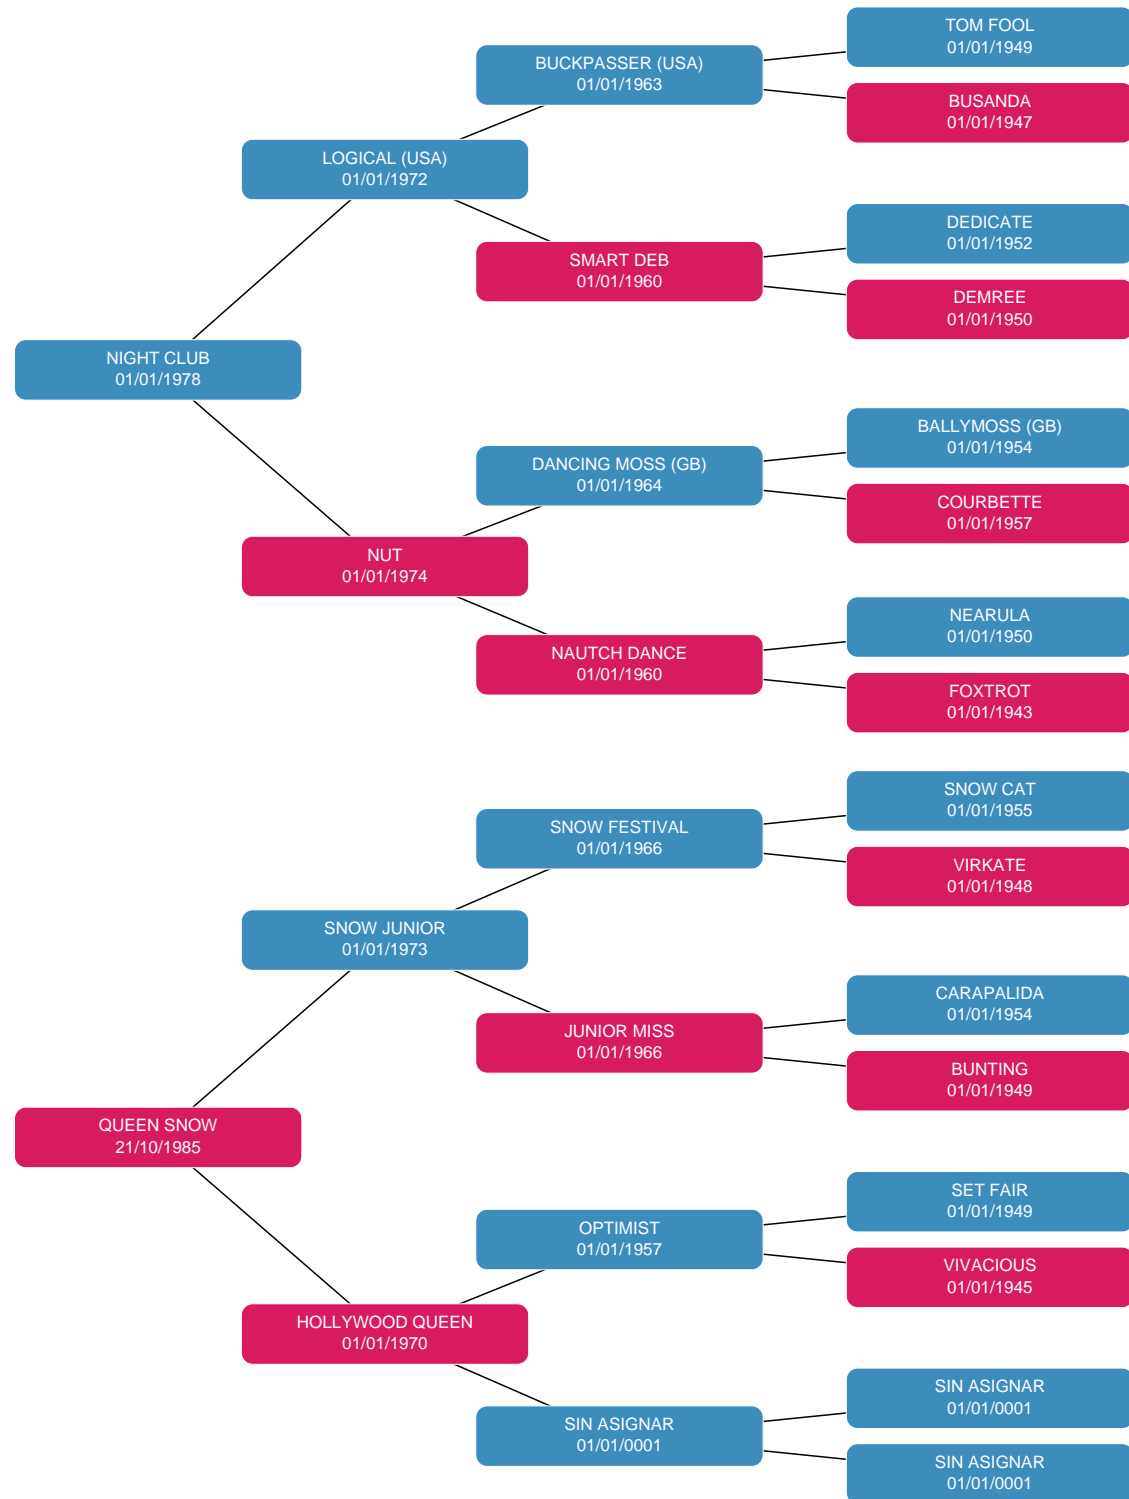 TOM FOOL
01/01/1949
BUCKPASSER (USA)
01/01/1963
BUSANDA
01/01/1947
LOGICAL (USA)
01/01/1972
DEDICATE
01/01/1952
SMART DEB
01/01/1960
DEMREE
01/01/1950
NIGHT CLUB
01/01/1978
BALLYMOSS (GB)
01/01/1954
DANCING MOSS (GB)
01/01/1964
COURBETTE
01/01/1957
NUT
01/01/1974
NEARULA
01/01/1950
NAUTCH DANCE
01/01/1960
FOXTROT
01/01/1943
SNOW CAT
01/01/1955
SNOW FESTIVAL
01/01/1966
VIRKATE
01/01/1948
SNOW JUNIOR
01/01/1973
CARAPALIDA
01/01/1954
JUNIOR MISS
01/01/1966
BUNTING
01/01/1949
QUEEN SNOW
21/10/1985
SET FAIR
01/01/1949
OPTIMIST
01/01/1957
VIVACIOUS
01/01/1945
HOLLYWOOD QUEEN
01/01/1970
SIN ASIGNAR
01/01/0001
SIN ASIGNAR
01/01/0001
SIN ASIGNAR
01/01/0001